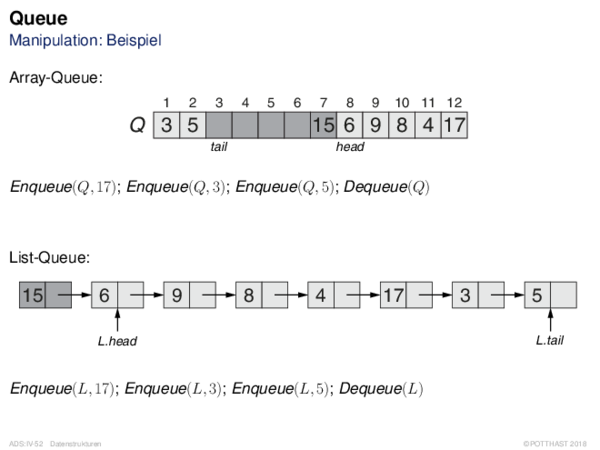 Queue
Manipulation: Beispiel
Array-Queue:
1 2 3 4 5 6 7 8 9 10 11 12
Q 3 5 15 6 9 8 4 17
tail head
Enqueue(Q, 17); Enqueue(Q, 3); Enqueue(Q, 5); Dequeue(Q)
List-Queue:
15 6 9 8 4 17 3 5
L.head L.tail
Enqueue(L, 17); Enqueue(L, 3); Enqueue(L, 5); Dequeue(L)
ADS:IV-52 Datenstrukturen ©POTTHAST 2018